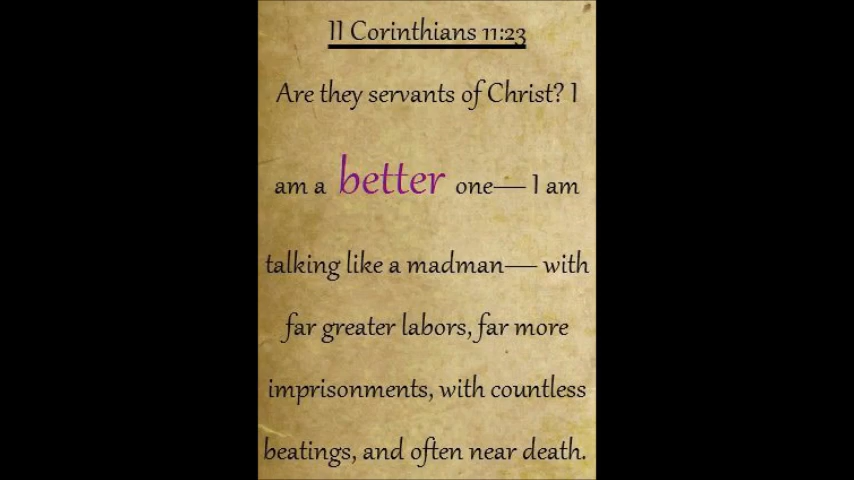 II Corinthians 11:23
Are they servants of Christ? I
am a better one— I am
talking like a madman— with
far greater labors, far more
imprisonments, with countless
beatings, and often near death.